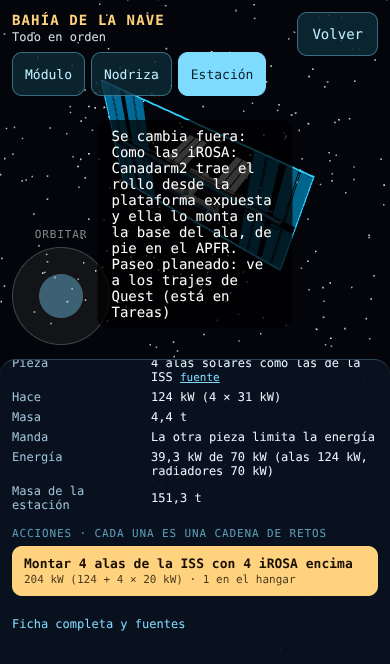 BAHÍA DE LA NAVE
Todo en orden
Volver
Módulo
Nodriza
Estación
Se cambia fuera:
Como las iROSA:
Canadarm2 trae el
rollo desde la
plataforma expuesta
y ella lo monta en
la base del ala, de
pie en el APFR.
Paseo planeado: ve
a los trajes de
Quest (está en
Tareas)
ORBITAR
Pieza
4 alas solares como las de la
ISS fuente
Hace
124 kW (4 × 31 kW)
Masa
4,4 t
Manda
La otra pieza limita la energía
Energía
39,3 kW de 70 kW (alas 124 kW,
radiadores 70 kW)
Masa de la
estación
151,3 t
ACCIONES · CADA UNA ES UNA CADENA DE RETOS
Montar 4 alas de la ISS con 4 iROSA encima
204 kW (124 + 4 × 20 kW) · 1 en el hangar
Ficha completa y fuentes